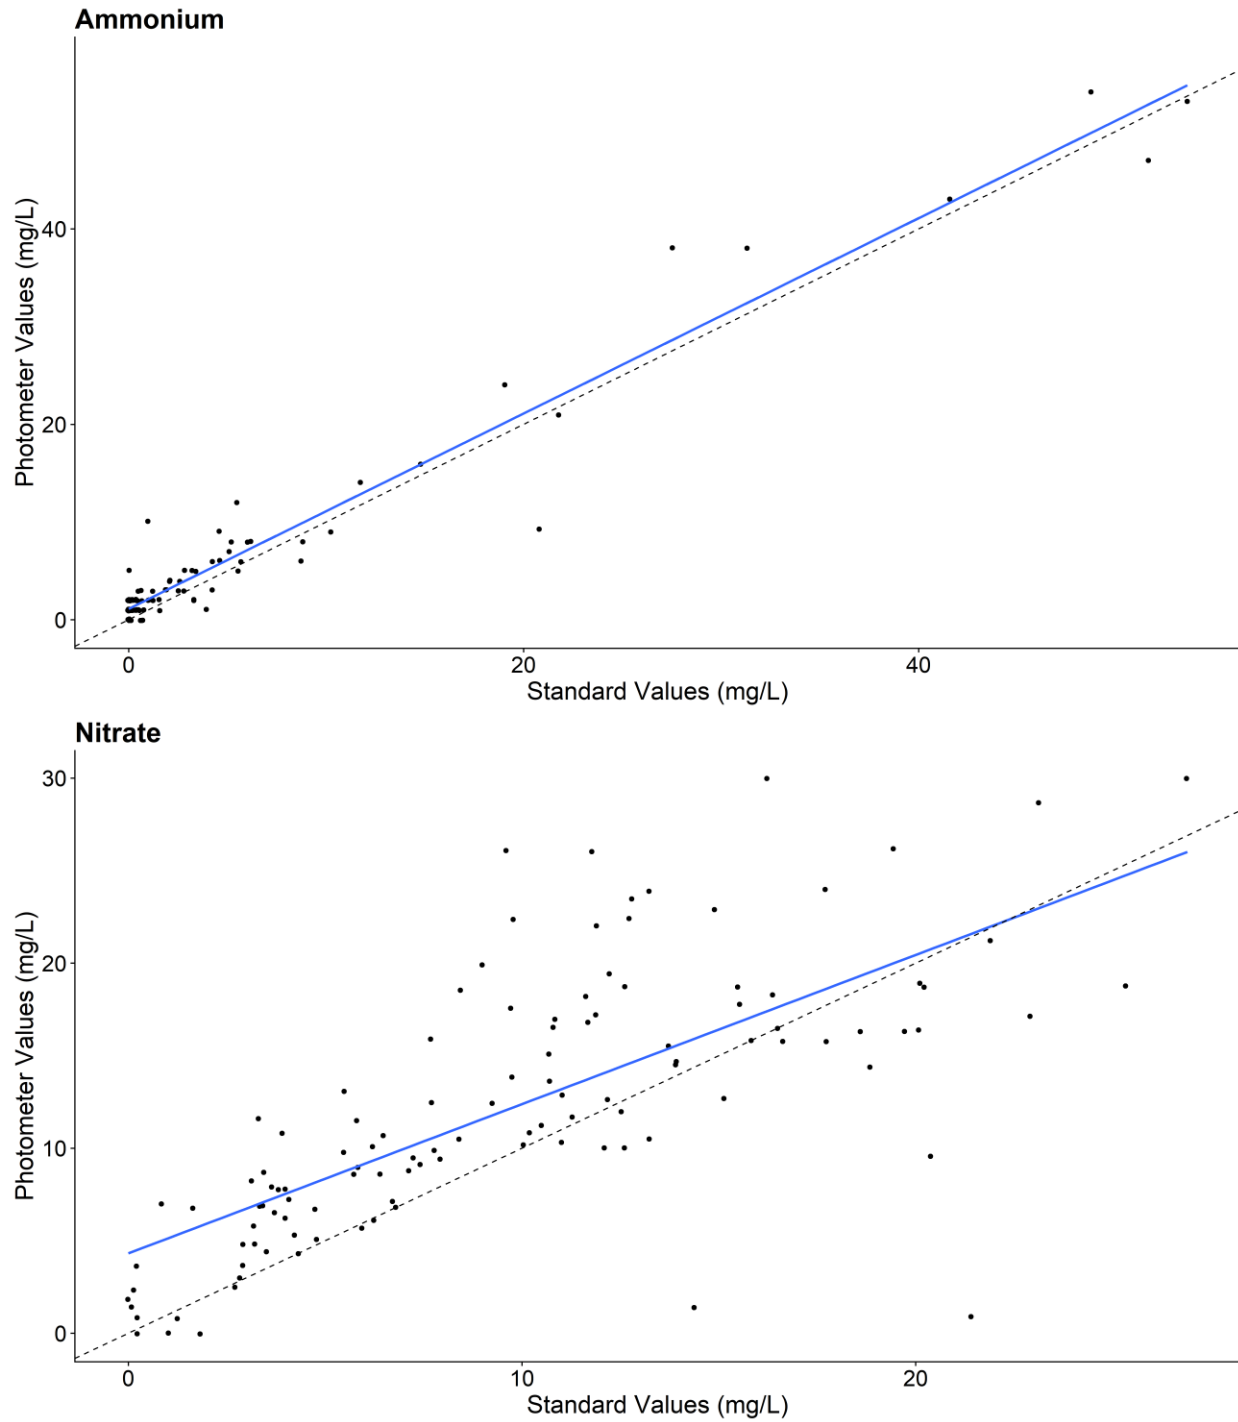 Ammonium
Photometer Values (mg/L)
40
20
0
0 20 40
Standard Values (mg/L)
Nitrate
Photometer Values (mg/L)
30
20
10
0
0 10 20
Standard Values (mg/L)